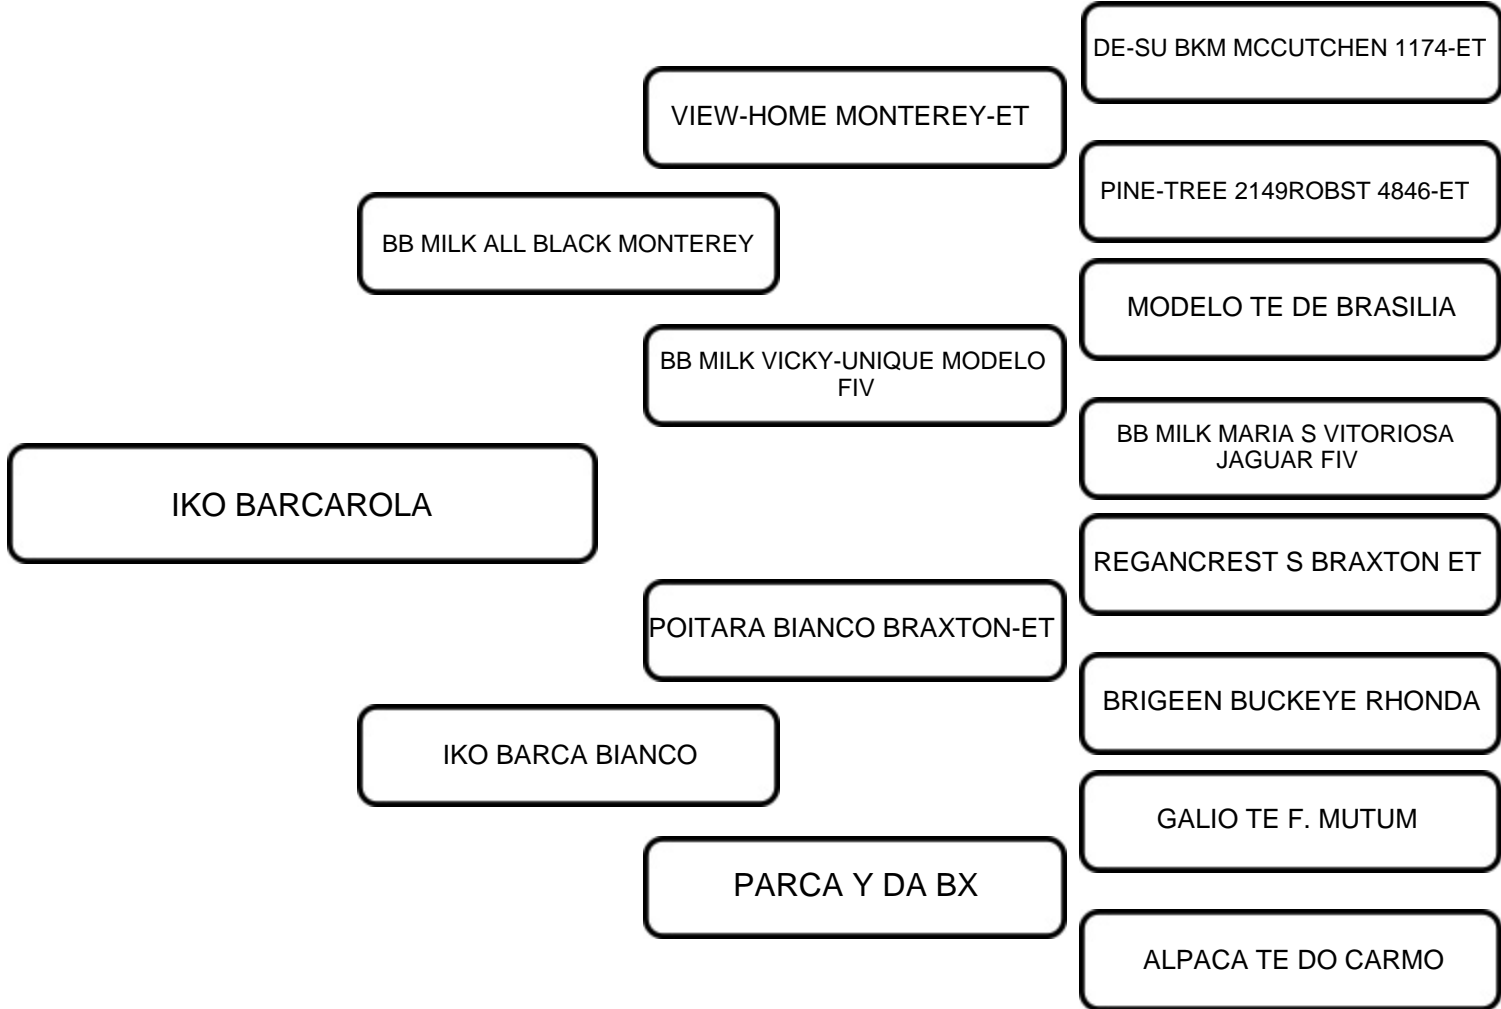 DE-SU BKM MCCUTCHEN 1174-ET
VIEW-HOME MONTEREY-ET
PINE-TREE 2149ROBST 4846-ET
BB MILK ALL BLACK MONTEREY
MODELO TE DE BRASILIA
BB MILK VICKY-UNIQUE MODELO
FIV
BB MILK MARIA S VITORIOSA
JAGUAR FIV
IKO BARCAROLA
REGANCREST S BRAXTON ET
POITARA BIANCO BRAXTON-ET
BRIGEEN BUCKEYE RHONDA
IKO BARCA BIANCO
GALIO TE F. MUTUM
PARCA Y DA BX
ALPACA TE DO CARMO